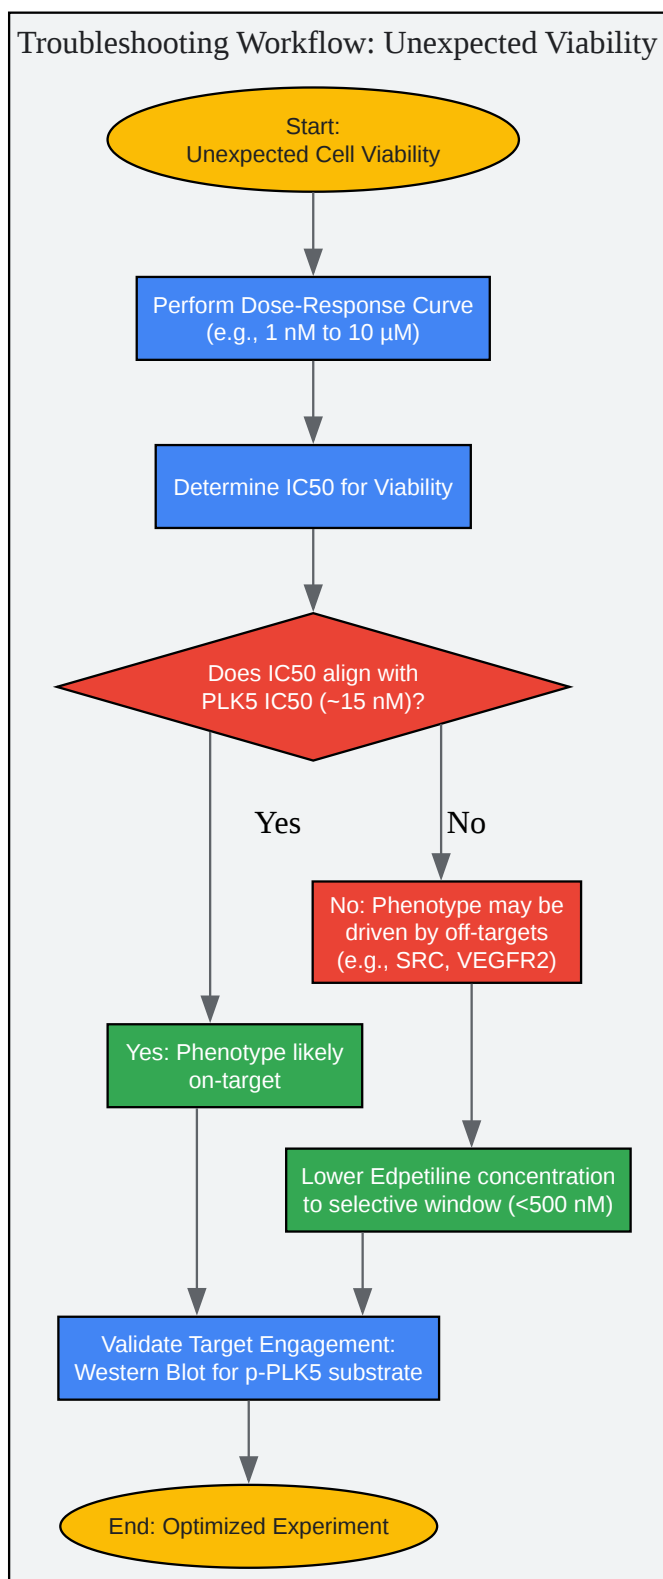 Troubleshooting Workflow: Unexpected Viability
Start:
Unexpected Cell Viability
Perform Dose-Response Curve
(e.g., 1 nM to 10 µM)
Determine IC50 for Viability
Does IC50 align with
PLK5 IC50 (~15 nM)?
Yes
No
No: Phenotype may be
driven by off-targets
(e.g., SRC, VEGFR2)
Yes: Phenotype likely
on-target
Lower Edpetiline concentration
to selective window (<500 nM)
Validate Target Engagement:
Western Blot for p-PLK5 substrate
End: Optimized Experiment